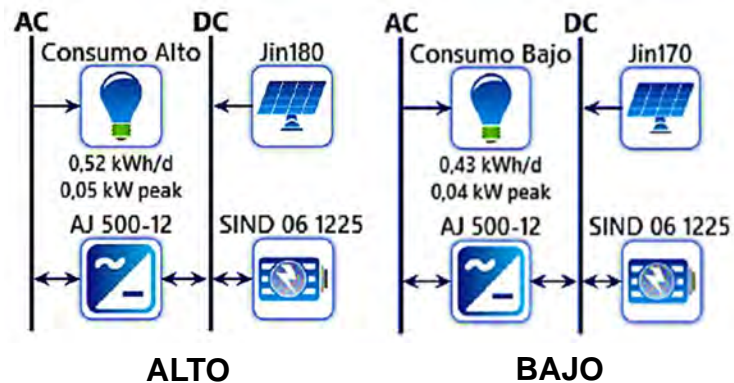 AC DC
Consumo Alto Jin180
0,52 kWh/d
0,05 kW peak
AJ 500-12 SIND 06 1225
ALTO
AC DC
Consumo Bajo Jin170
0,43 kWh/d
0,04 kW peak
AJ 500-12 SIND 06 1225
BAJO